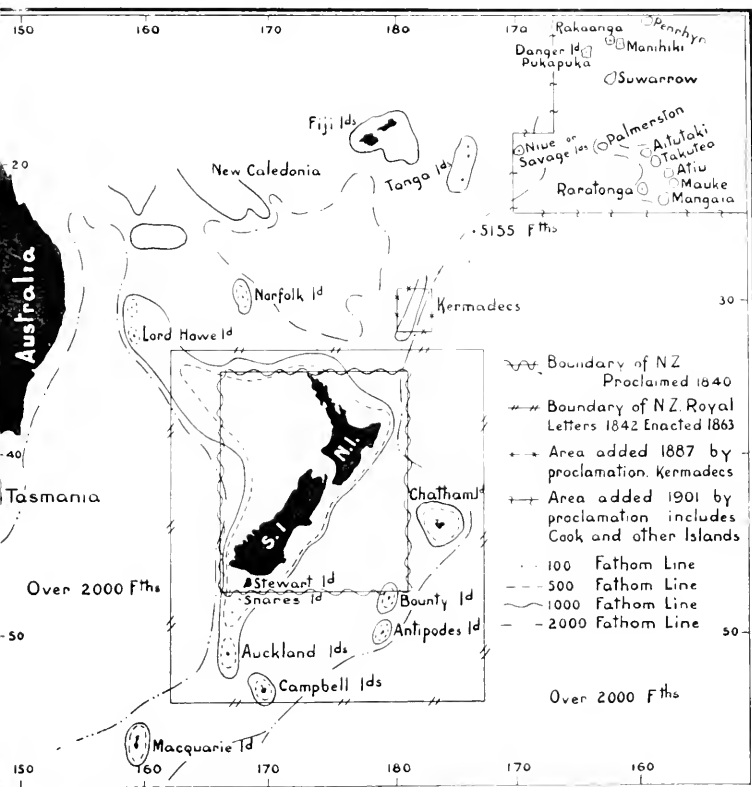 150
160
170
180
170
160
Rakaanga
Penrhyn
Danger Id
Pukapuka
Manihiki
Suwarrow
Fiji Ids
20
New Caledonia
Tanga Ids
Niue or
Savage Ids
Palmerston
Aitutaki
Takutea
Atiu
Mauke
Mangaia
Raratonga
5155 Fths
Australia
Norfolk Id
Kermadecs
30
Lord Howe Id
Boundary of NZ
Proclaimed 1840
Boundary of N.Z. Royal
Letters 1842 Enacted 1863
Area added 1887 by
proclamation. Kermadecs
Area added 1901 by
proclamation includes
Cook and other Islands
100 Fathom Line
500 Fathom Line
1000 Fathom Line
2000 Fathom Line
40
Tasmania
N.I.
S.I
Chatham Id
Stewart Id
Snares Id
Over 2000 Fths
Bounty Id
Antipodes Id
50
50
Auckland Ids
Campbell Ids
Over 2000 Fths
Macquarie Id
150
160
170
180
170
160